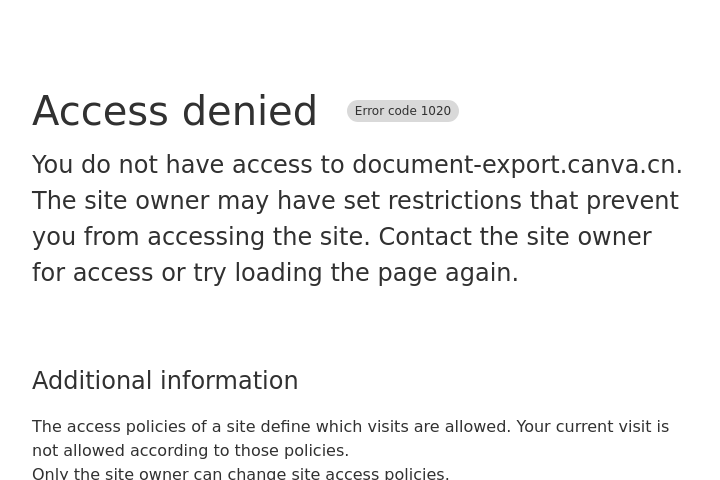 Access denied
Error code 1020
You do not have access to document-export.canva.cn.
The site owner may have set restrictions that prevent
you from accessing the site. Contact the site owner
for access or try loading the page again.
Additional information
The access policies of a site define which visits are allowed. Your current visit is
not allowed according to those policies.
Only the site owner can change site access policies.